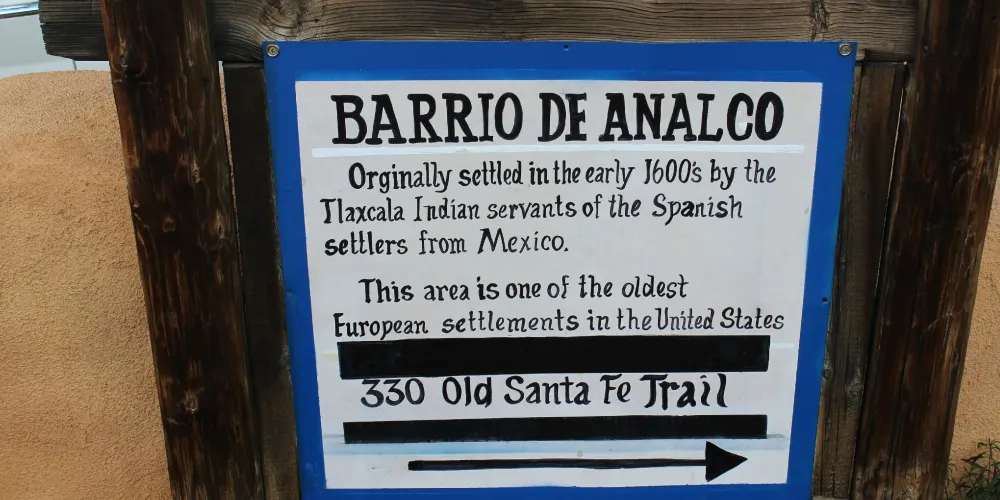 BARRIO DE ANALCO
Orginally settled in the early 1600's by the
Tlaxcala Indian servants of the Spanish
settlers from Mexico.
This area is one of the oldest
European settlements in the United States
330 Old Santa Fe Trail